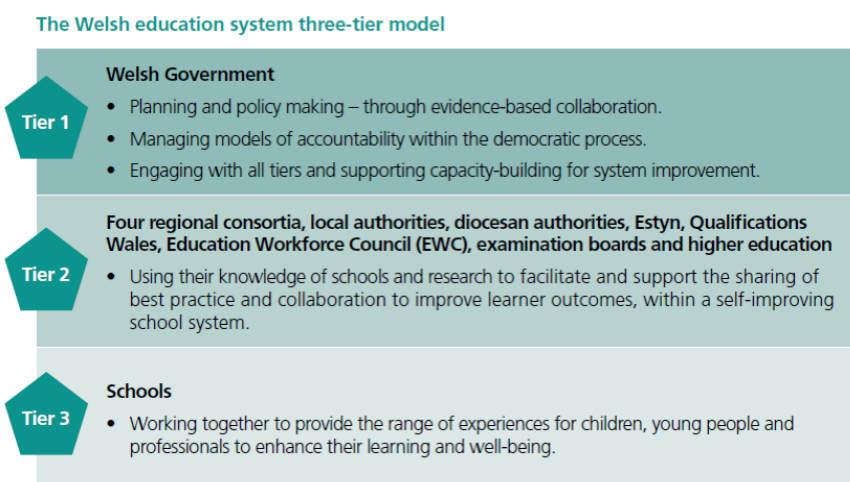 The Welsh education system three-tier model
Tier 1
Welsh Government
• Planning and policy making – through evidence-based collaboration.
• Managing models of accountability within the democratic process.
• Engaging with all tiers and supporting capacity-building for system improvement.
Tier 2
Four regional consortia, local authorities, diocesan authorities, Estyn, Qualifications
Wales, Education Workforce Council (EWC), examination boards and higher education
• Using their knowledge of schools and research to facilitate and support the sharing of
best practice and collaboration to improve learner outcomes, within a self-improving
school system.
Tier 3
Schools
• Working together to provide the range of experiences for children, young people and
professionals to enhance their learning and well-being.